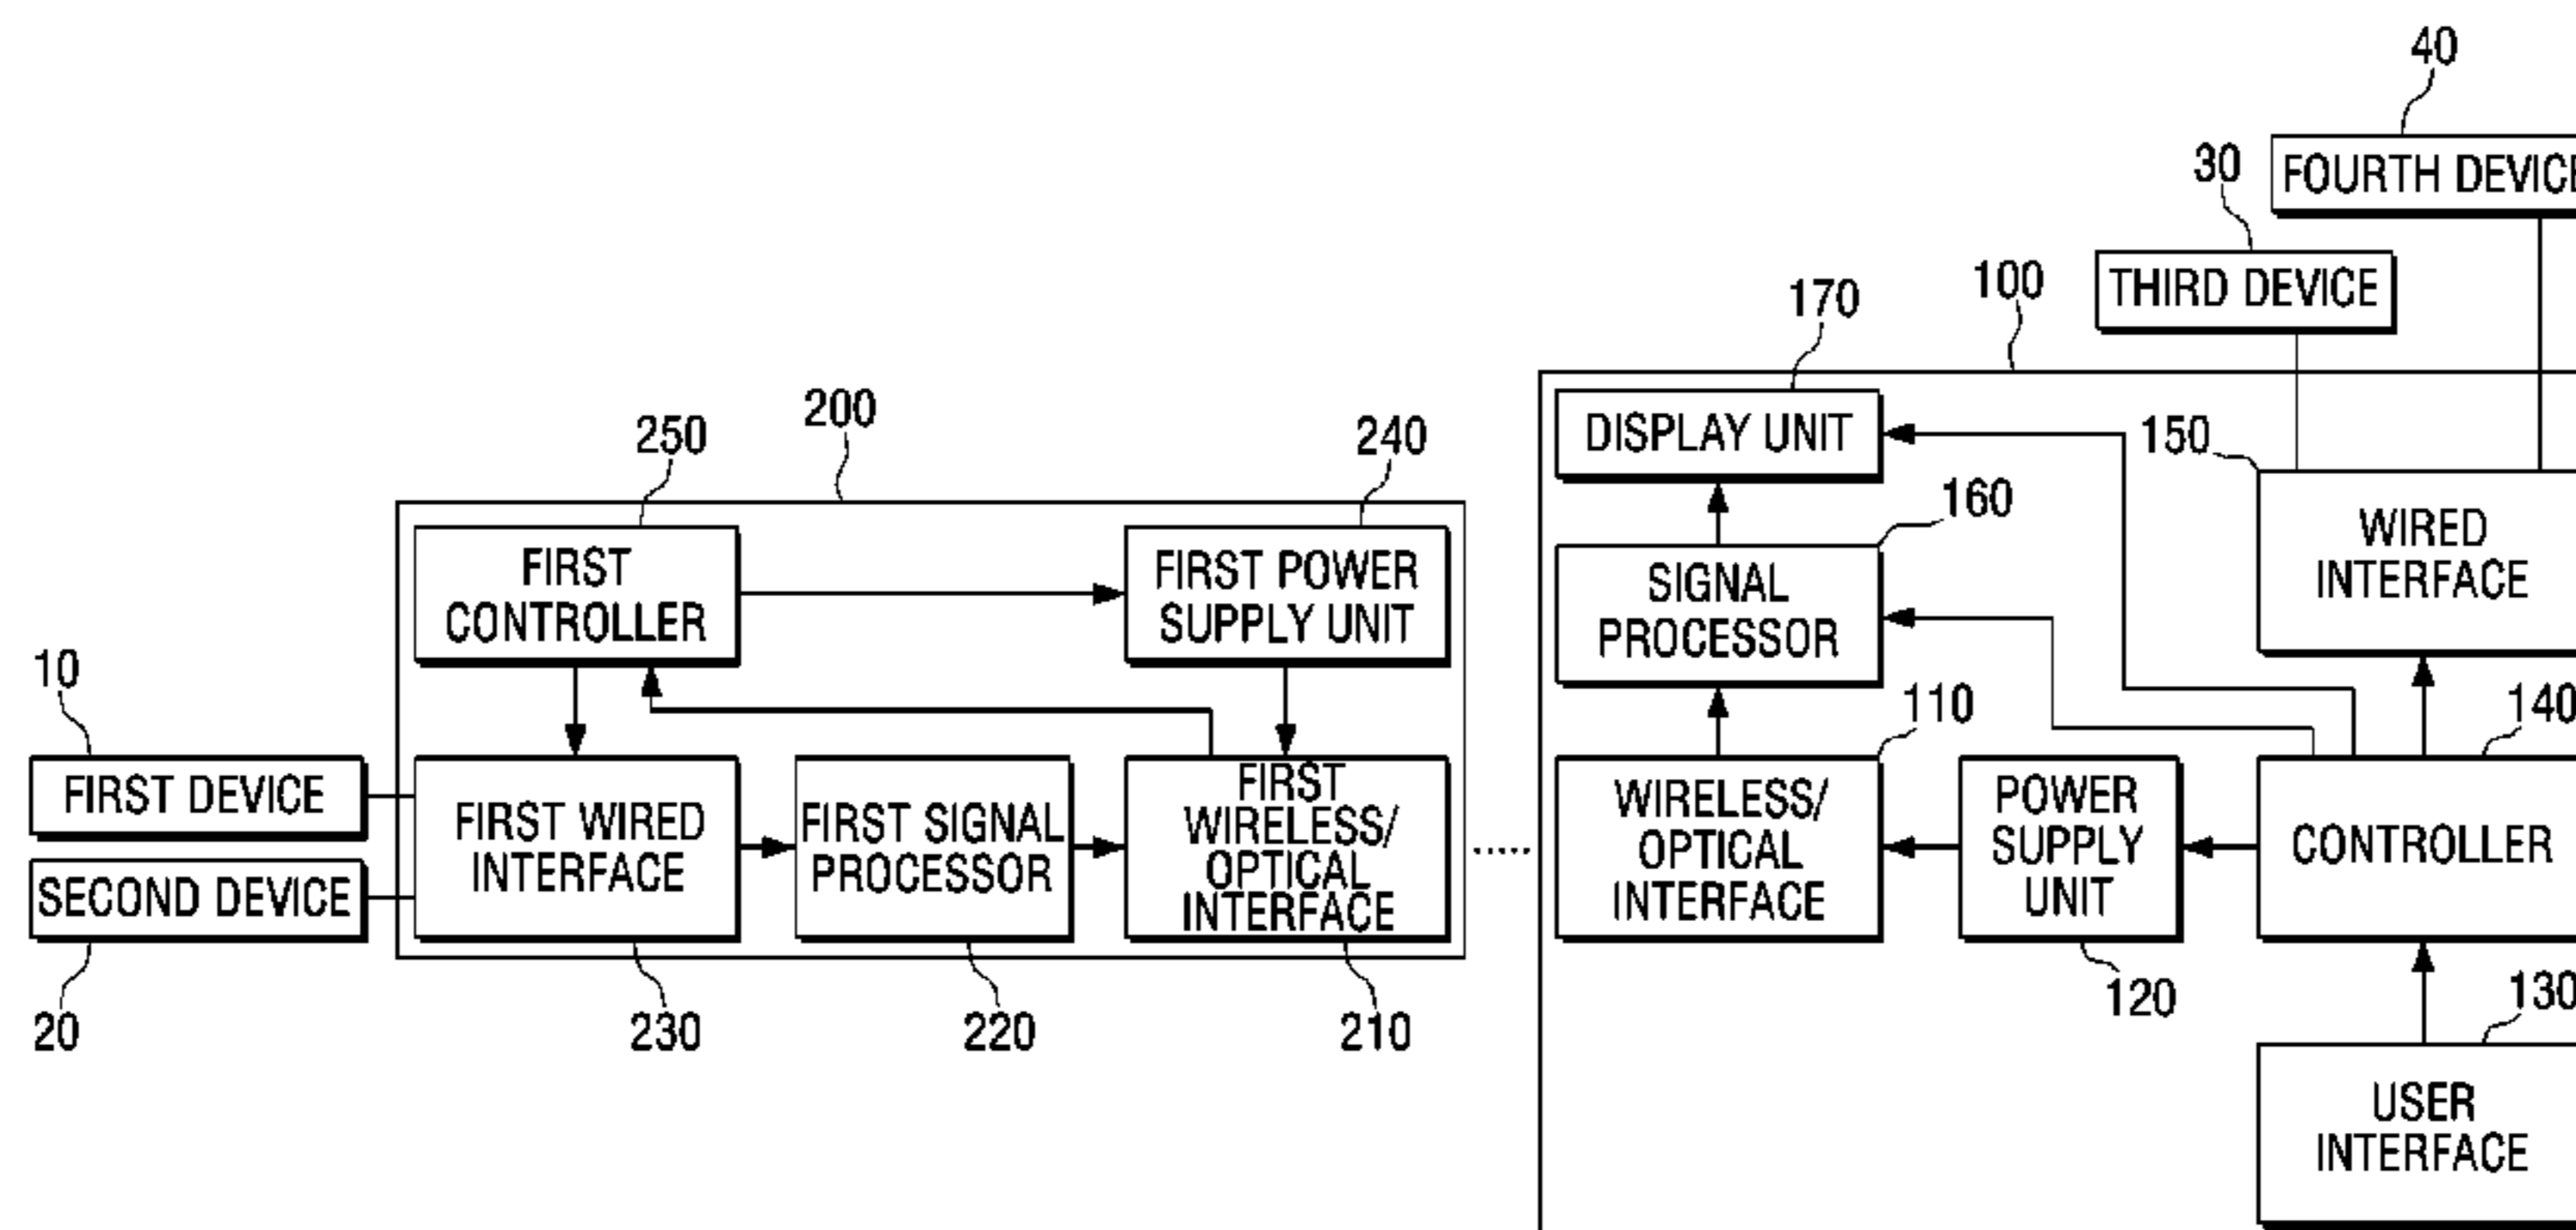 40
FOURTH DEVICE
30
THIRD DEVICE
100
170
DISPLAY UNIT
150
WIRED
INTERFACE
160
SIGNAL
PROCESSOR
200
250
FIRST
CONTROLLER
240
FIRST POWER
SUPPLY UNIT
10
FIRST DEVICE
SECOND DEVICE
20
FIRST WIRED
INTERFACE
230
FIRST SIGNAL
PROCESSOR
220
FIRST
WIRELESS/
OPTICAL
INTERFACE
210
.....
110
WIRELESS/
OPTICAL
INTERFACE
POWER
SUPPLY
UNIT
120
140
CONTROLLER
130
USER
INTERFACE